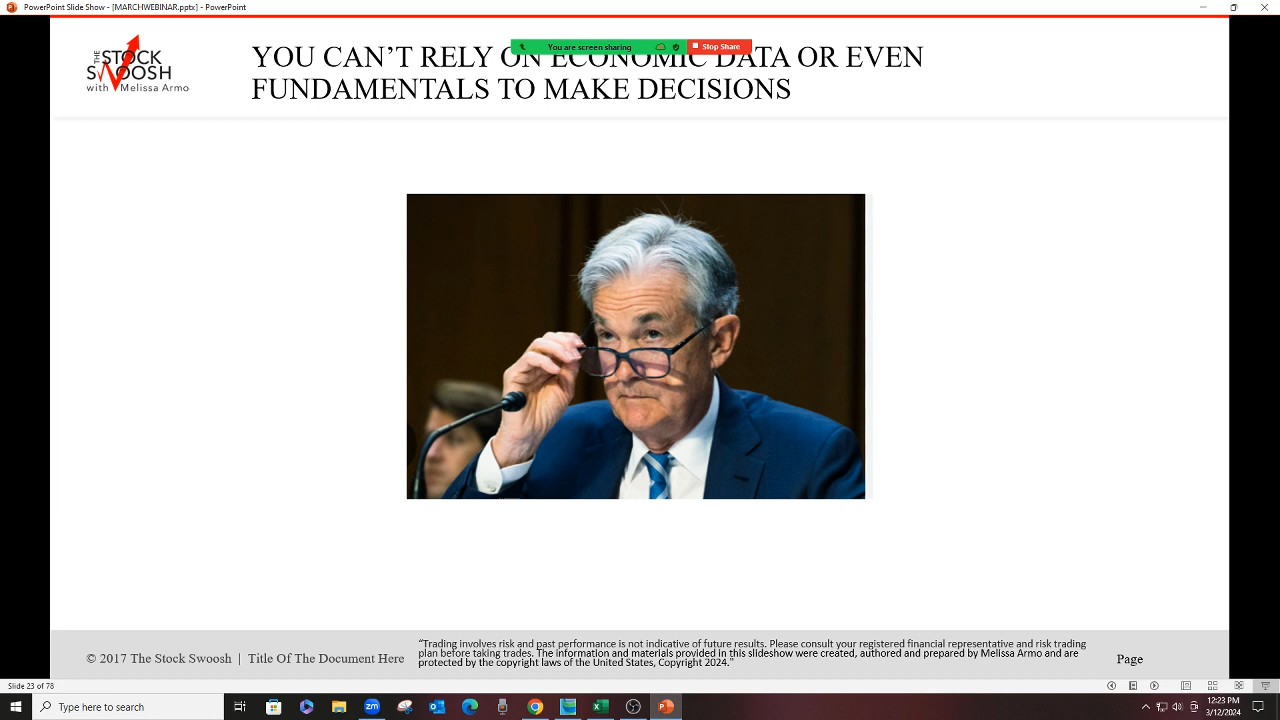 PowerPoint Slide Show - [MARCHWEBINAR.pptx] - PowerPoint
You are screen sharing
Stop Share
THE STOCK
SWOOSH
with Melissa Armo
YOU CAN’T RELY ON ECONOMIC DATA OR EVEN
FUNDAMENTALS TO MAKE DECISIONS
© 2017 The Stock Swoosh | Title Of The Document Here
“Trading involves risk and past performance is not indicative of future results. Please consult your registered financial representative and risk trading
plan before taking trades. The information and materials provided in this slideshow were created, authored and prepared by Melissa Armo and are
protected by the copyright laws of the United States, Copyright 2024.”
Page
Slide 23 of 78
Type here to search
zm
12:23 PM
3/12/2024